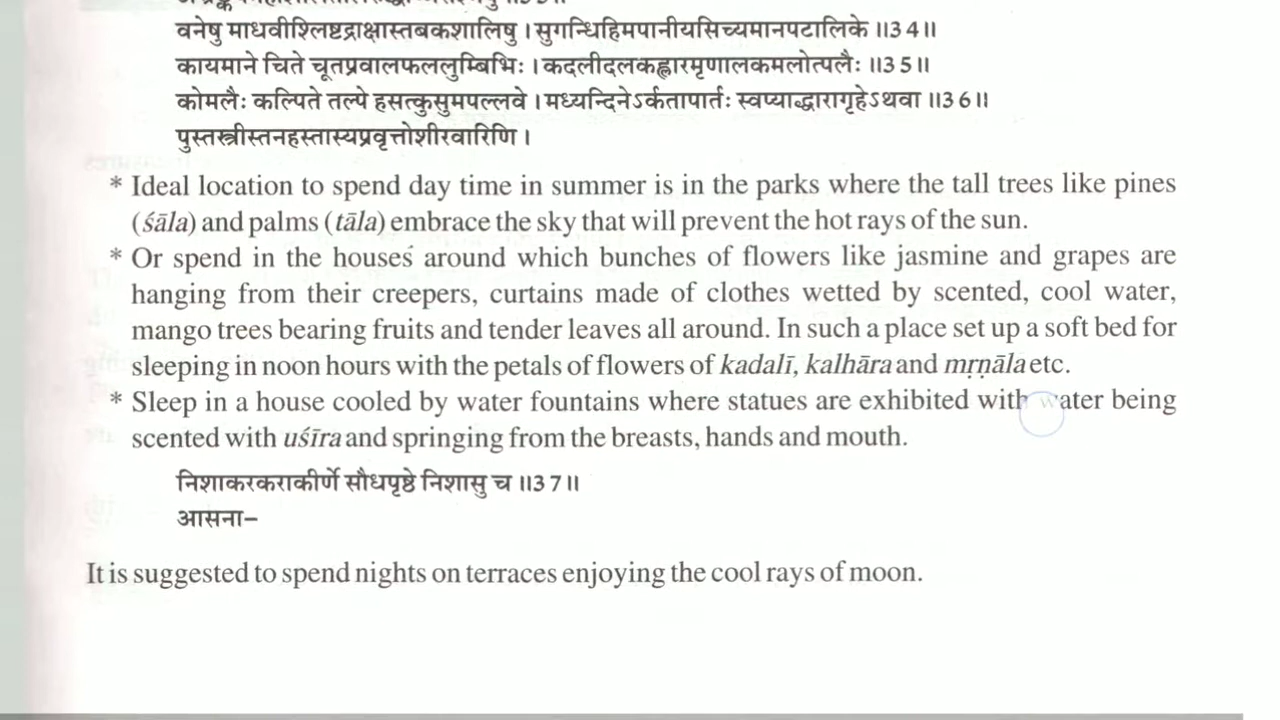 वनेषु माधवीश्लिष्टद्राक्षास्तबकशालिषु । सुगन्धिहिमपानीयसिच्यमानपटालिके ॥34॥
कायमाने चिते चूतप्रवालफललुम्बिभिः । कदलीदलकह्लारमृणालकमलोत्पलैः ॥35॥
कोमलैः कल्पिते तल्पे हसत्कुसुमपल्लवे । मध्यन्दिनेऽर्कतापार्तः स्वप्याद्धारागृहेऽथवा ॥36॥
पुस्तस्त्रीस्तनहस्तास्यप्रवृत्तोशीरवारिणि ।
* Ideal location to spend day time in summer is in the parks where the tall trees like pines
(śāla) and palms (tāla) embrace the sky that will prevent the hot rays of the sun.
* Or spend in the houses around which bunches of flowers like jasmine and grapes are
hanging from their creepers, curtains made of clothes wetted by scented, cool water,
mango trees bearing fruits and tender leaves all around. In such a place set up a soft bed for
sleeping in noon hours with the petals of flowers of kadalī, kalhāra and mṛṇāla etc.
* Sleep in a house cooled by water fountains where statues are exhibited with water being
scented with uśīra and springing from the breasts, hands and mouth.
निशाकरकराकीर्णे सौधपृष्ठे निशासु च ॥37॥
आसना–
It is suggested to spend nights on terraces enjoying the cool rays of moon.